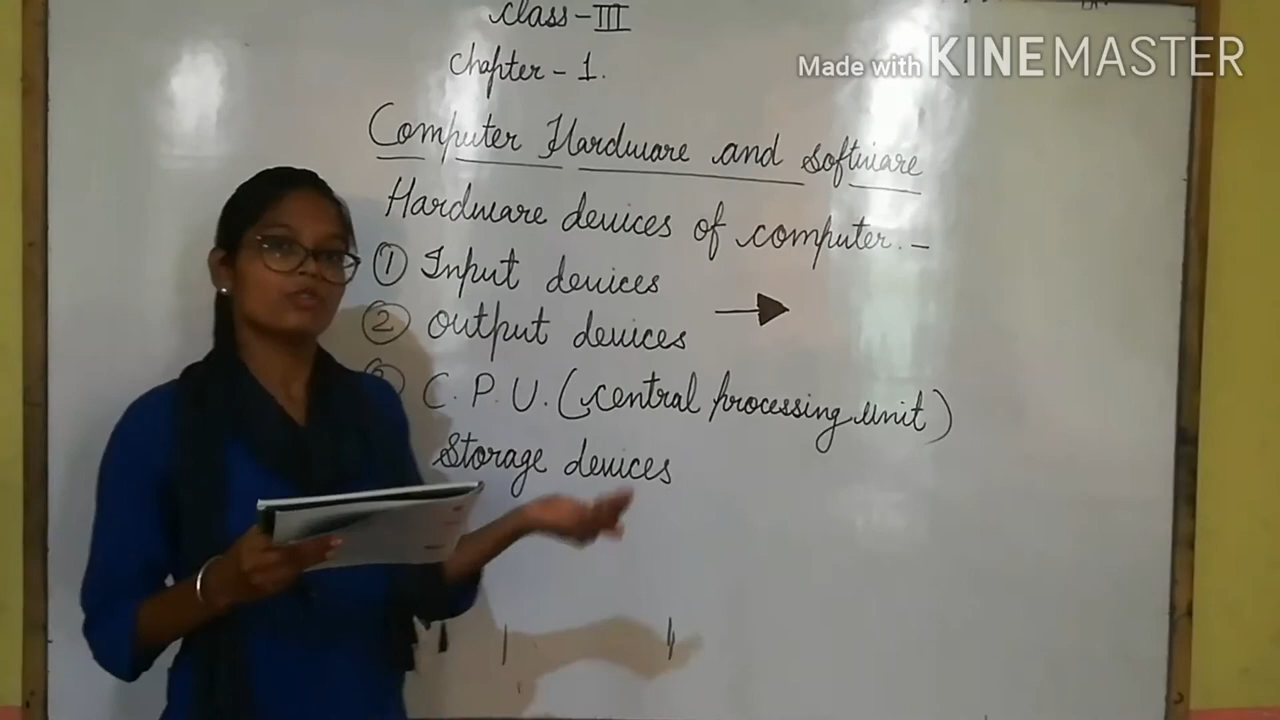 Class - III
Made with KINEMASTER
Chapter - 1.
Computer Hardware and Software
Hardware devices of computer. -
① Input devices
② output devices
C. P. U. (central processing unit)
Storage devices